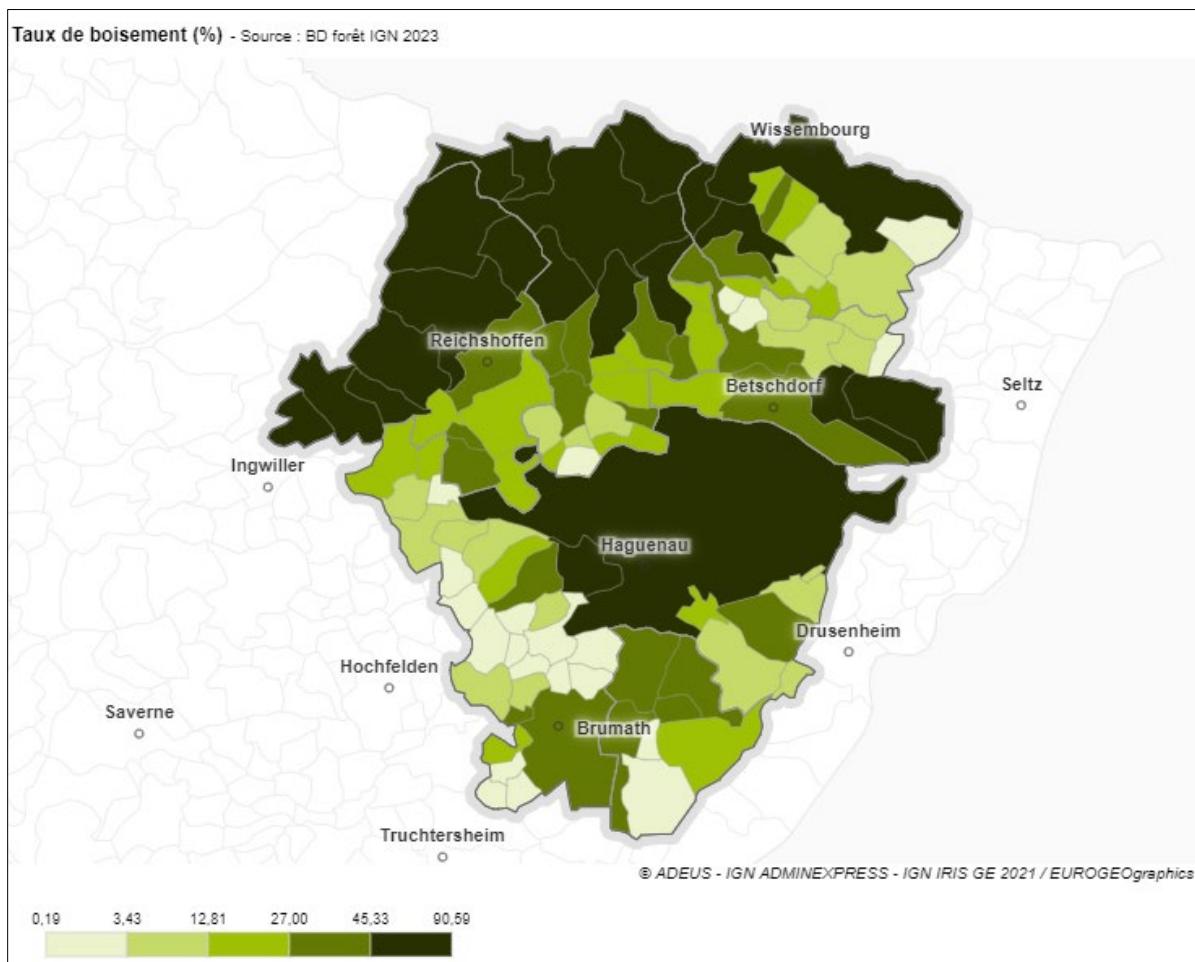 Taux de boisement (%) - Source : BD forêt IGN 2023
Wissembourg
Reichshoffen
Betschdorf
Seltz
Ingwiller
Haguenau
Drusenheim
Hochfelden
Saverne
Brumath
Truchtersheim
© ADEUS - IGN ADMINEXPRESS - IGN IRIS GE 2021 / EUROGEOgraphics
0,19 3,43 12,81 27,00 45,33 90,59